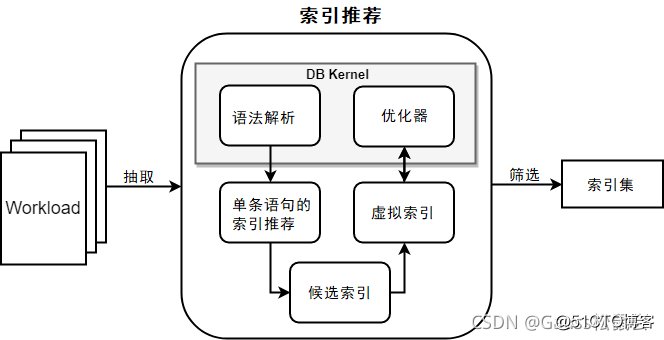 索引推荐
DB Kernel
语法解析
优化器
抽取
筛选
Workload
单条语句的
索引推荐
虚拟索引
索引集
候选索引
@51CTO博客